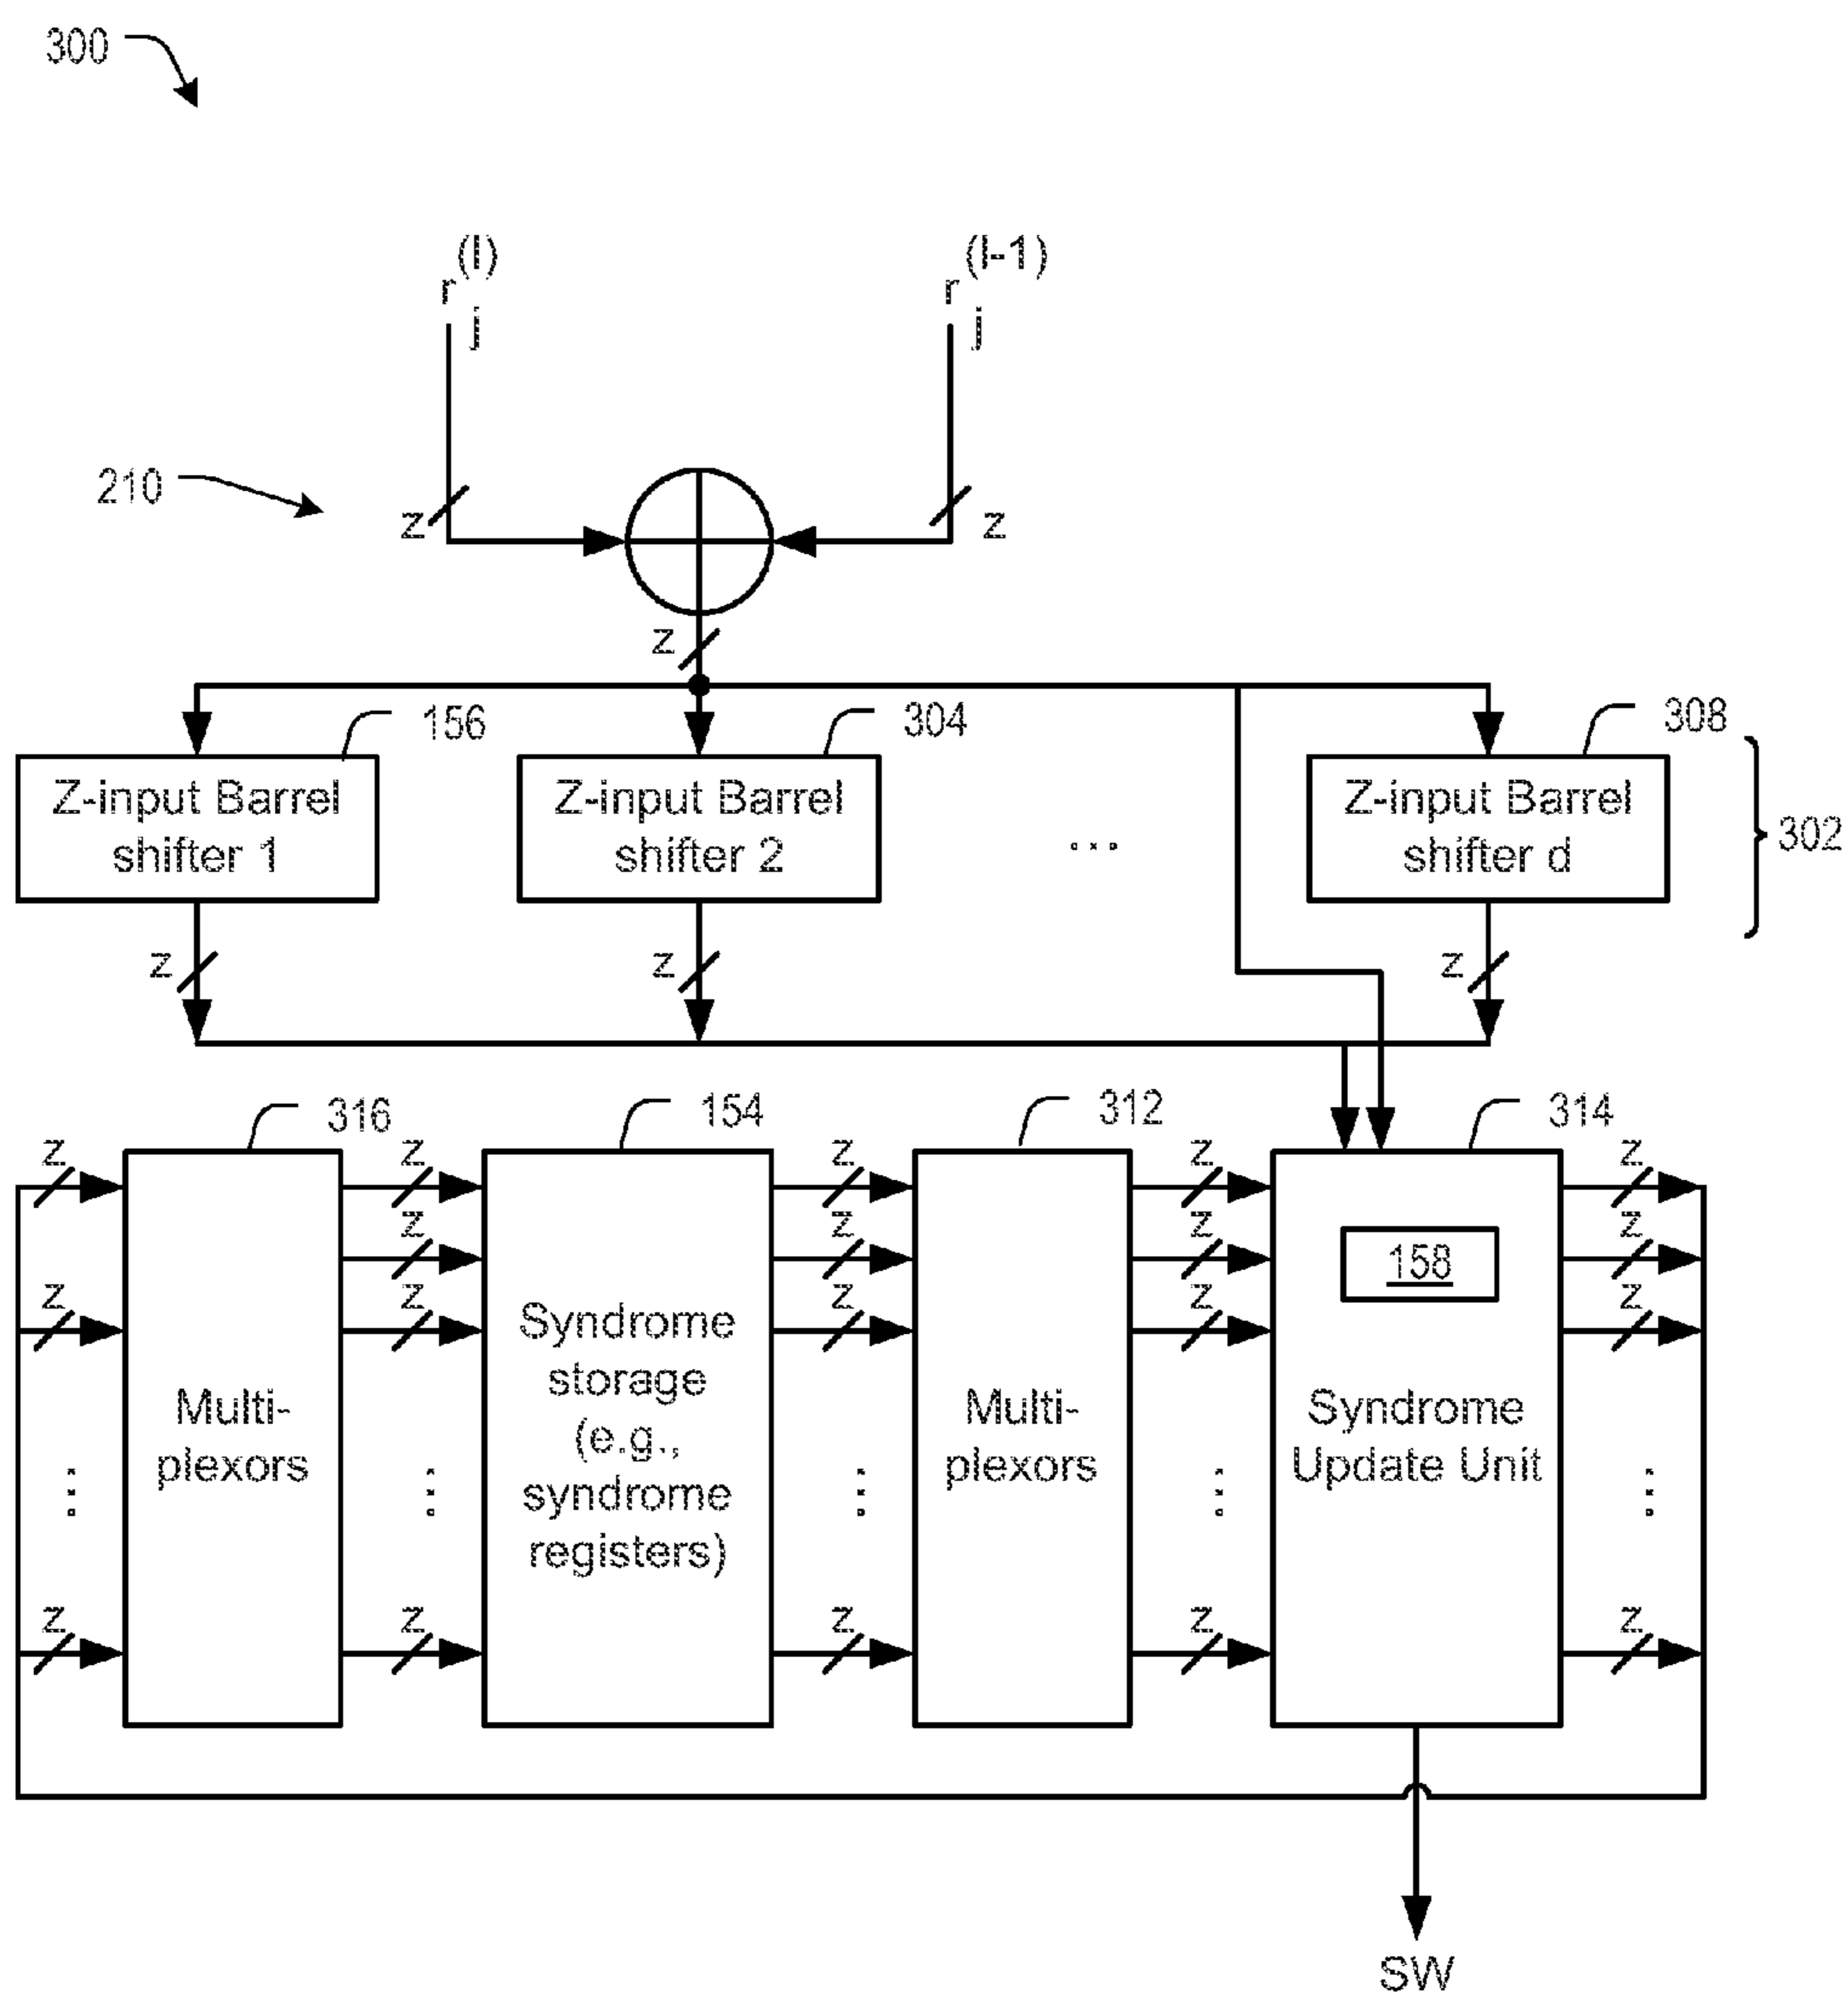 300
r (l) j
r (l-1) j
210
z
z
z
156
304
308
Z-input Barrel shifter 1
Z-input Barrel shifter 2
...
Z-input Barrel shifter d
302
z
z
z
316
154
312
314
z
z
z
z
z
z
z
z
z
z
z
z
z
z
158
Multi-
plexors
Syndrome
storage
(e.g.,
syndrome
registers)
Multi-
plexors
Syndrome
Update Unit
z
z
z
z
z
SW